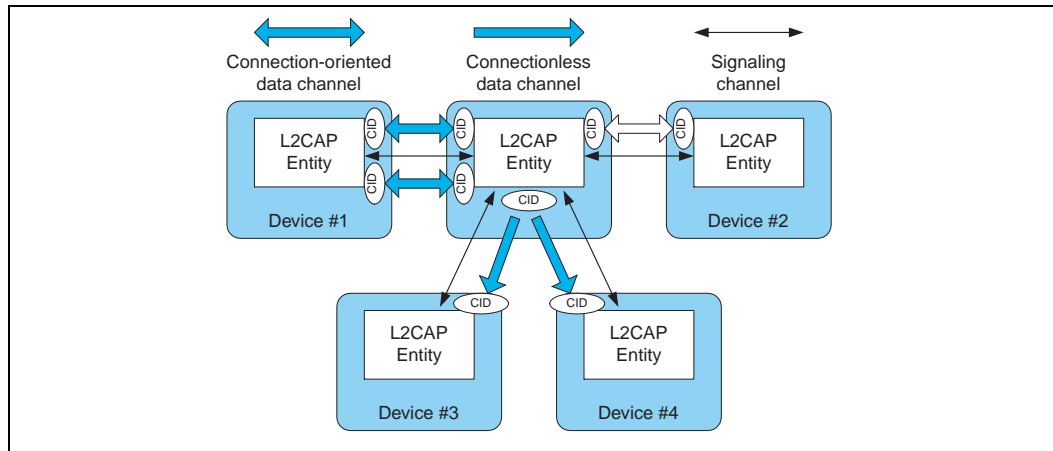 Connection-oriented
data channel
Connectionless
data channel
Signaling
channel
L2CAP
Entity
CID
CID
Device #1
CID
CID
L2CAP
Entity
CID
CID
CID
L2CAP
Entity
Device #2
CID
L2CAP
Entity
Device #3
CID
L2CAP
Entity
Device #4